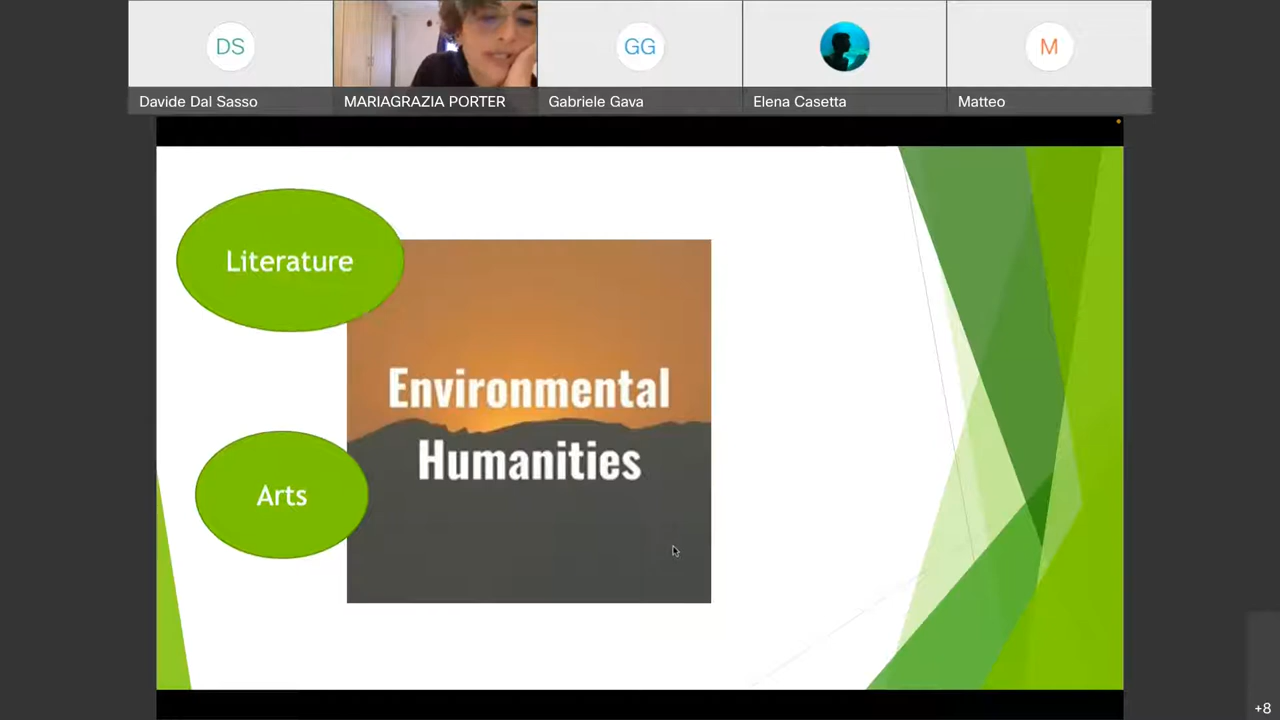 DS
GG
M
Davide Dal Sasso
MARIAGRAZIA PORTER
Gabriele Gava
Elena Casetta
Matteo
Literature
Environmental
Humanities
Arts
+8